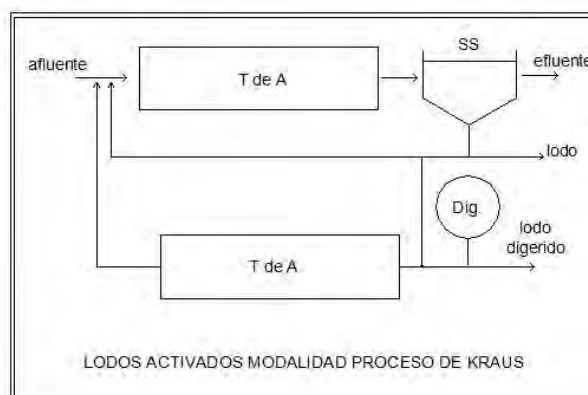 SS
afluente
T de A
efluente
lodo
Dig.
lodo
digerido
T de A
LODOS ACTIVADOS MODALIDAD PROCESO DE KRAUS